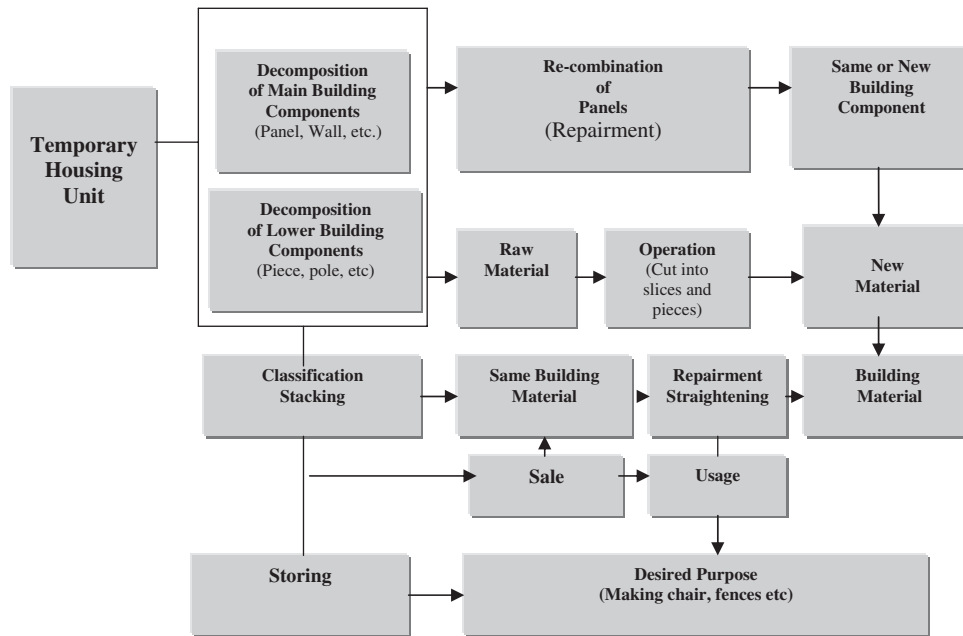 Temporary
Housing
Unit
Decomposition
of Main Building
Components
(Panel, Wall, etc.)
Re-combination
of
Panels
(Repairment)
Same or New
Building
Component
Decomposition
of Lower Building
Components
(Piece, pole, etc)
Raw
Material
Operation
(Cut into
slices and
pieces)
New
Material
Classification
Stacking
Same Building
Material
Repairment
Straightening
Building
Material
Sale
Usage
Storing
Desired Purpose
(Making chair, fences etc)